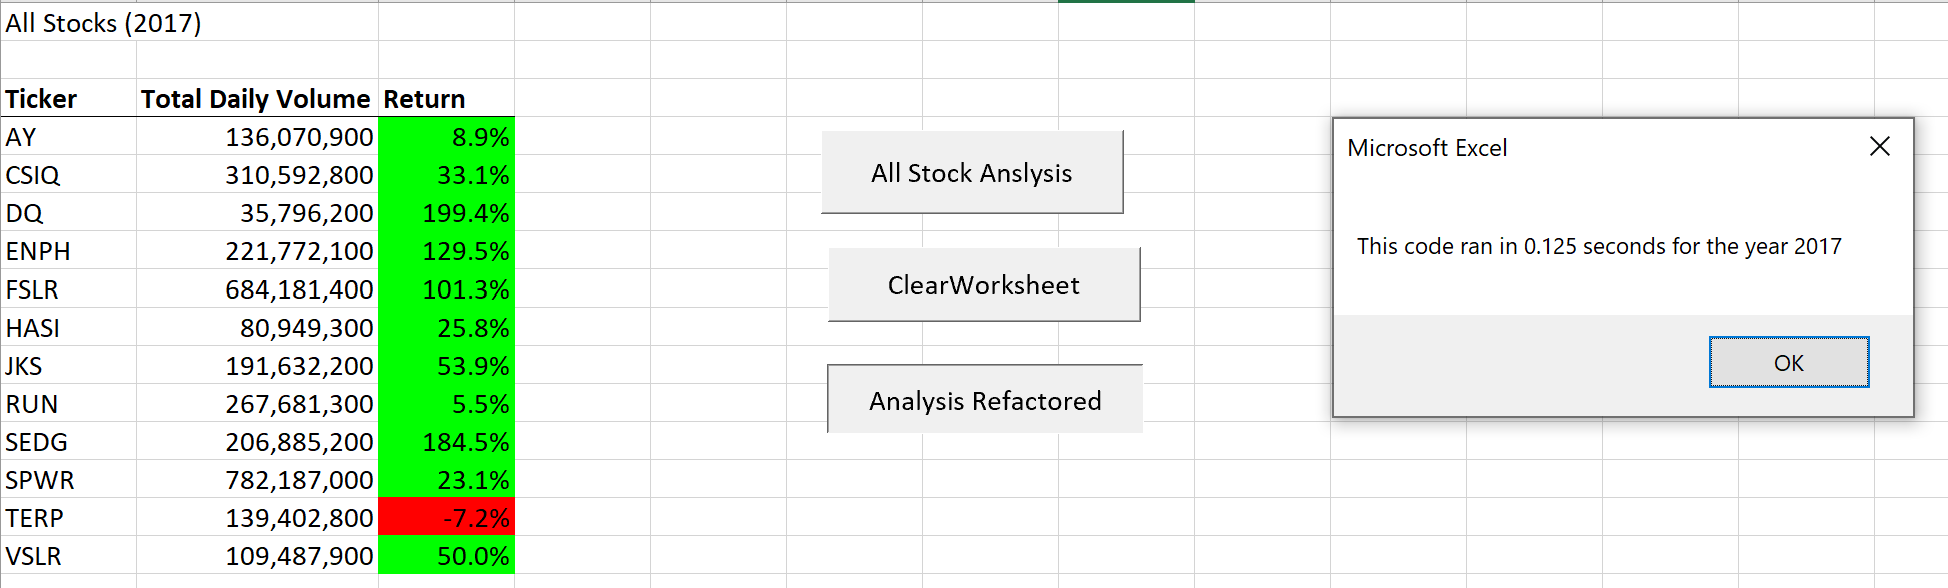 All Stocks (2017)
Ticker Total Daily Volume Return
AY 136,070,900 8.9%
CSIQ 310,592,800 33.1%
DQ 35,796,200 199.4%
ENPH 221,772,100 129.5%
FSLR 684,181,400 101.3%
HASI 80,949,300 25.8%
JKS 191,632,200 53.9%
RUN 267,681,300 5.5%
SEDG 206,885,200 184.5%
SPWR 782,187,000 23.1%
TERP 139,402,800 -7.2%
VSLR 109,487,900 50.0%
All Stock Anslysis
ClearWorksheet
Analysis Refactored
Microsoft Excel
This code ran in 0.125 seconds for the year 2017
OK